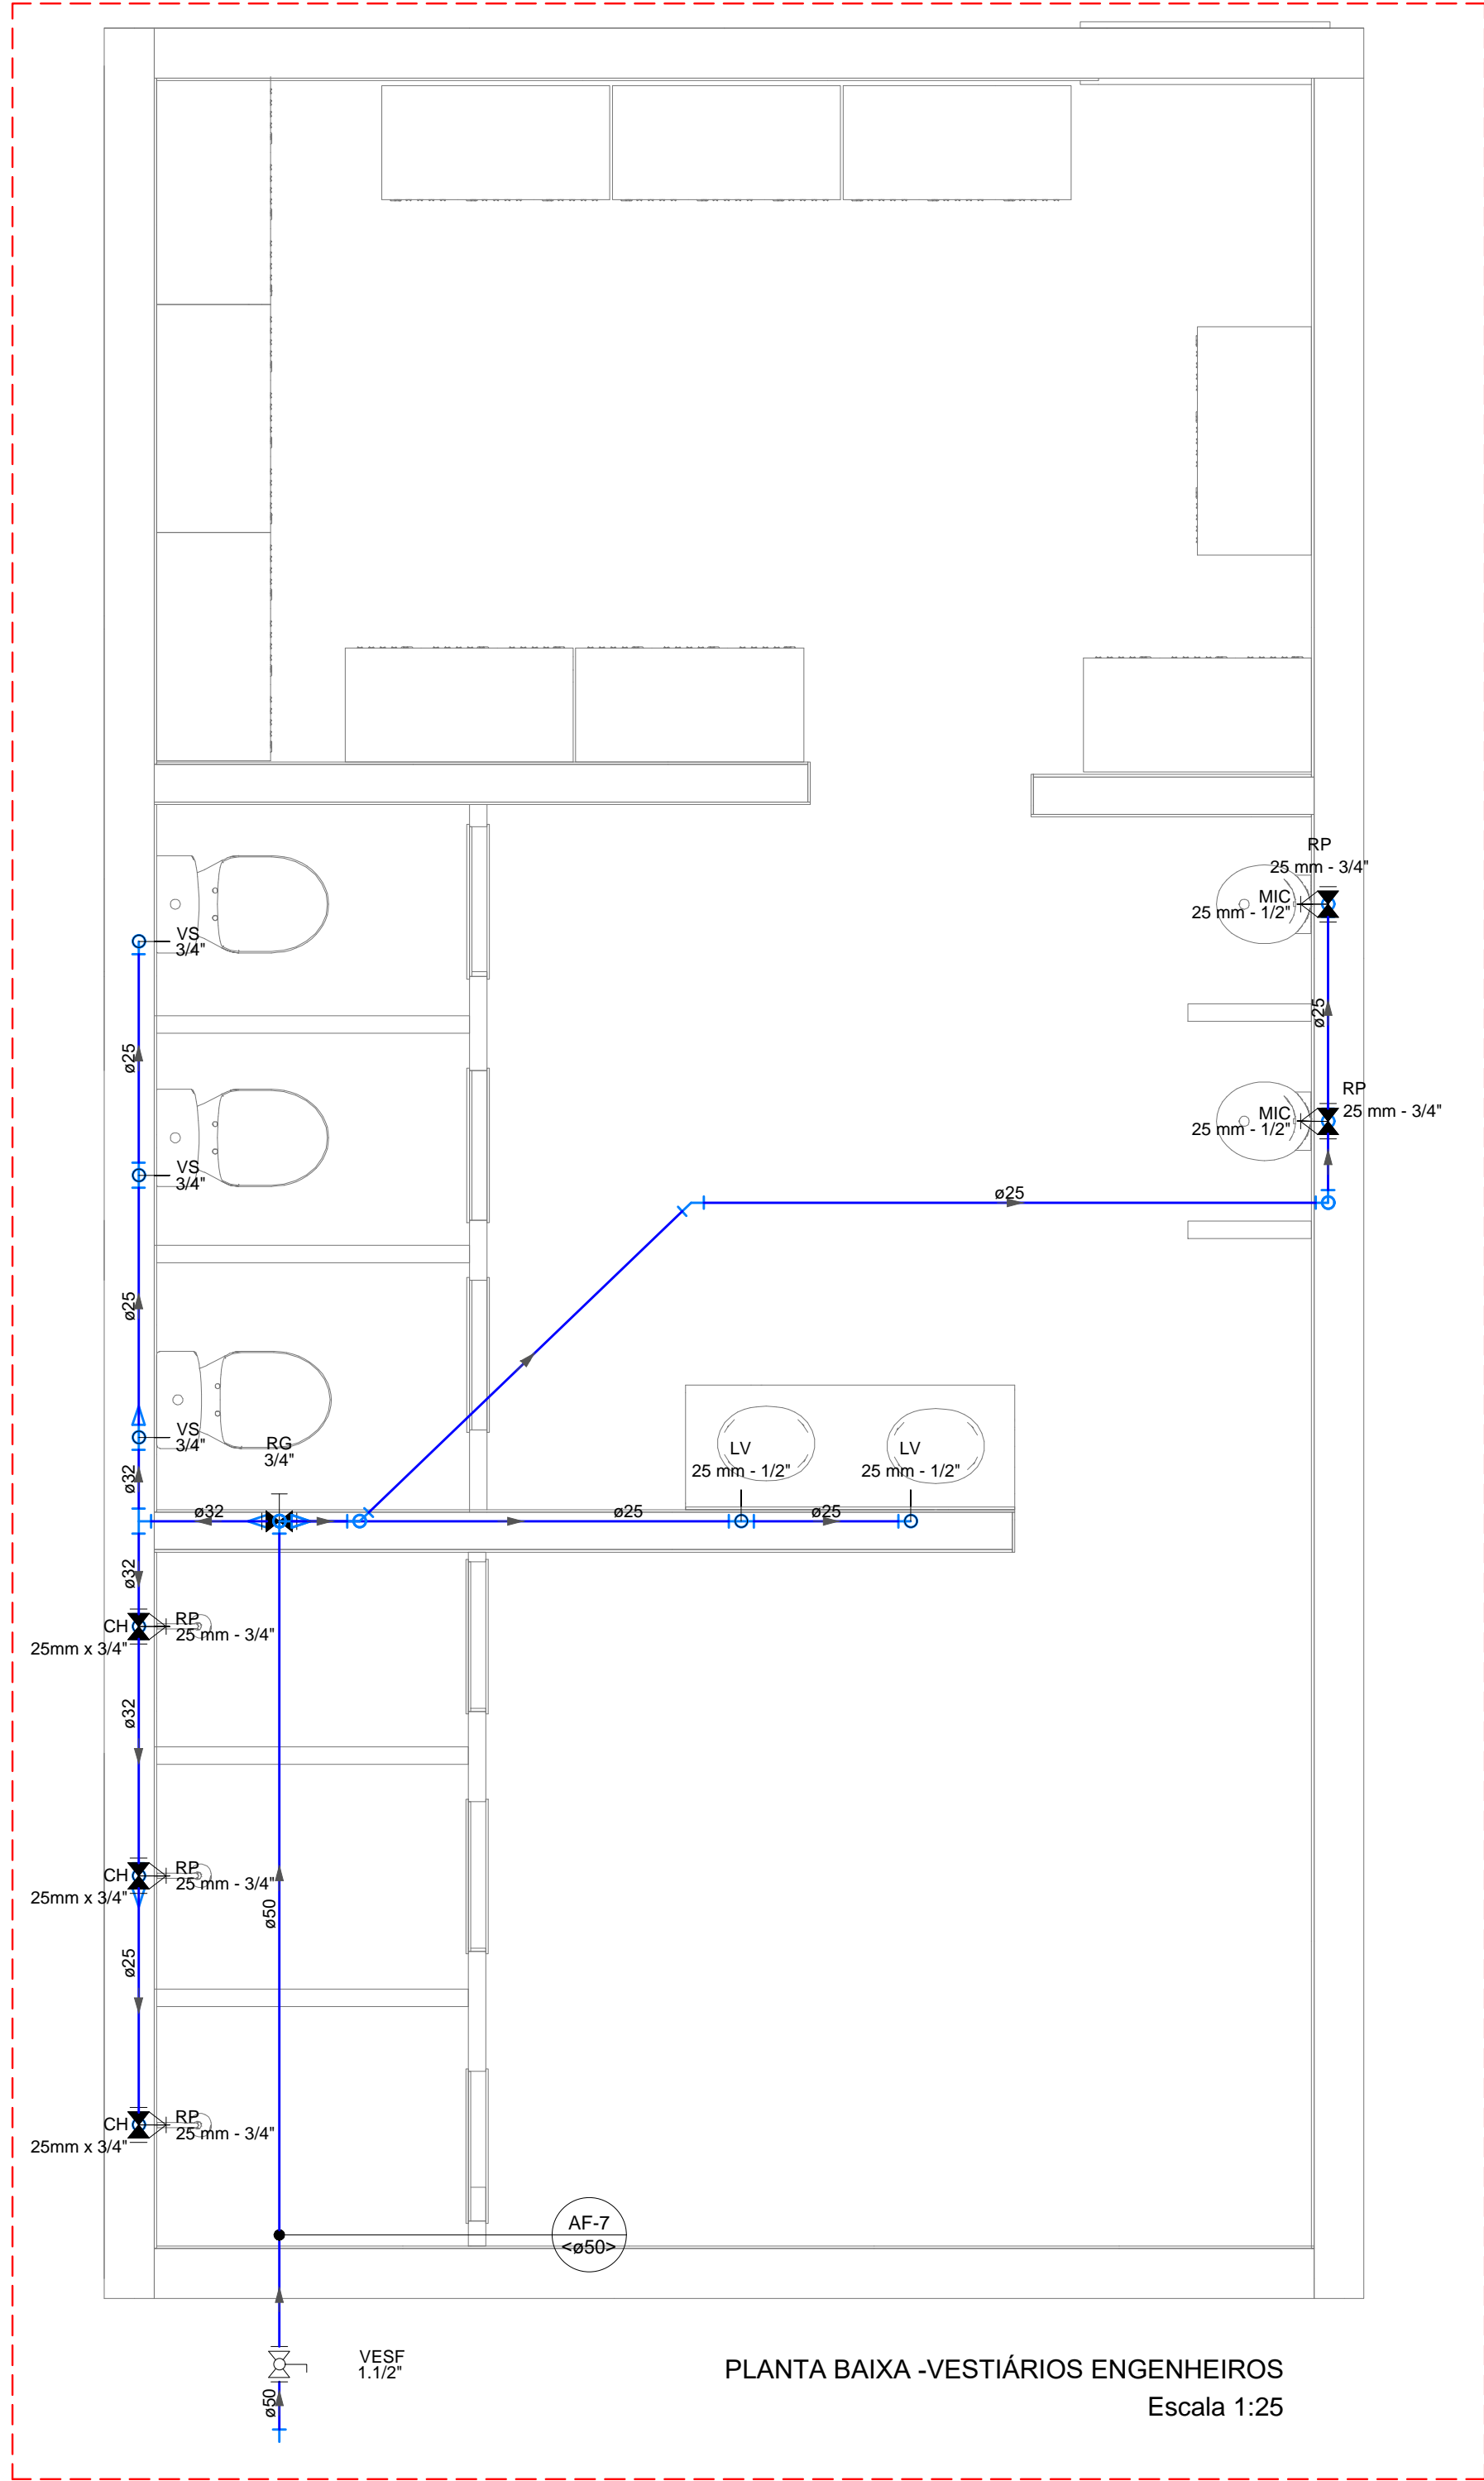 RP
25 mm - 3/4"
MIC
25 mm - 1/2"
VS
3/4"
ø25
ø25
RP
25 mm - 3/4"
MIC
25 mm - 1/2"
VS
3/4"
ø25
ø25
VS
3/4"
RG
3/4"
LV
25 mm - 1/2"
LV
25 mm - 1/2"
ø32
ø32
ø25
ø25
ø32
CH
25mm x 3/4"
RP
25 mm - 3/4"
ø32
CH
25mm x 3/4"
RP
25 mm - 3/4"
ø50
ø25
CH
25mm x 3/4"
RP
25 mm - 3/4"
AF-7
<ø50>
VESF
1.1/2"
ø50
PLANTA BAIXA -VESTIÁRIOS ENGENHEIROS
Escala 1:25